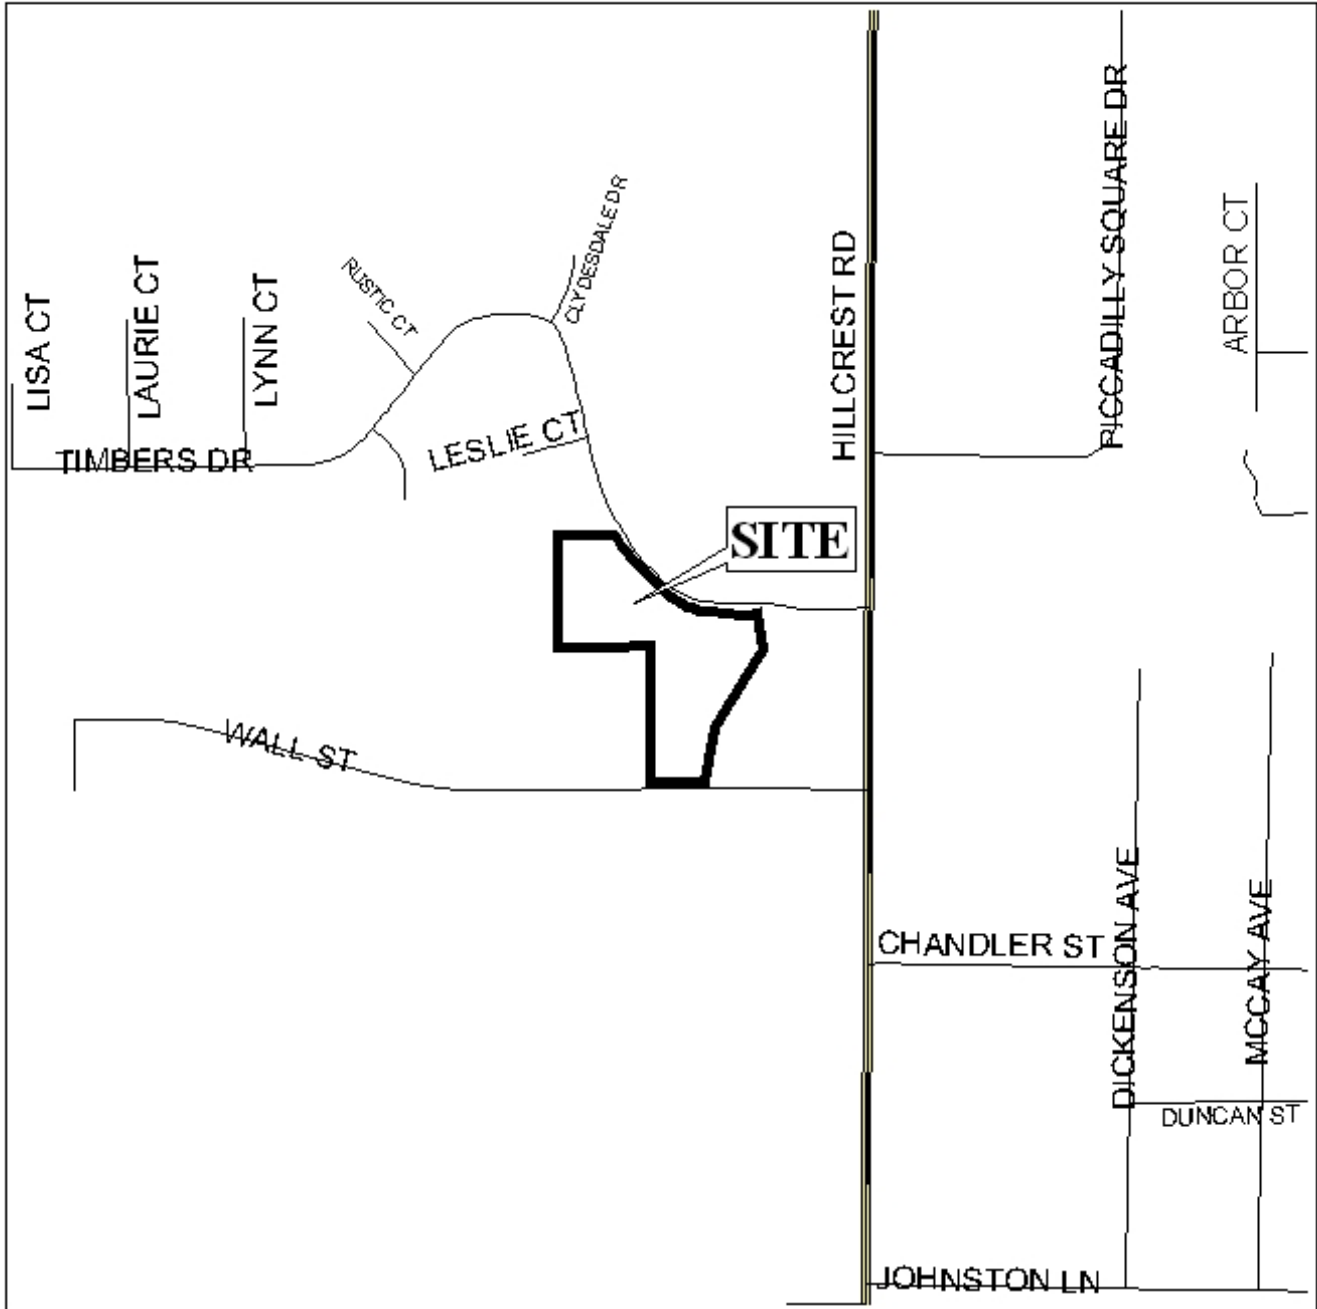 PICCADILLY SQUARE DR
CLYDESDALE DR
ARBOR CT
HILLCREST RD
RUSTIC CT
LAURIE CT
LYNN CT
LISA CT
LESLIE CT
TIMBERS DR
SITE
WALL ST
DICKENSON AVE
MCCAY AVE
CHANDLER ST
DUNCAN ST
JOHNSTON LN